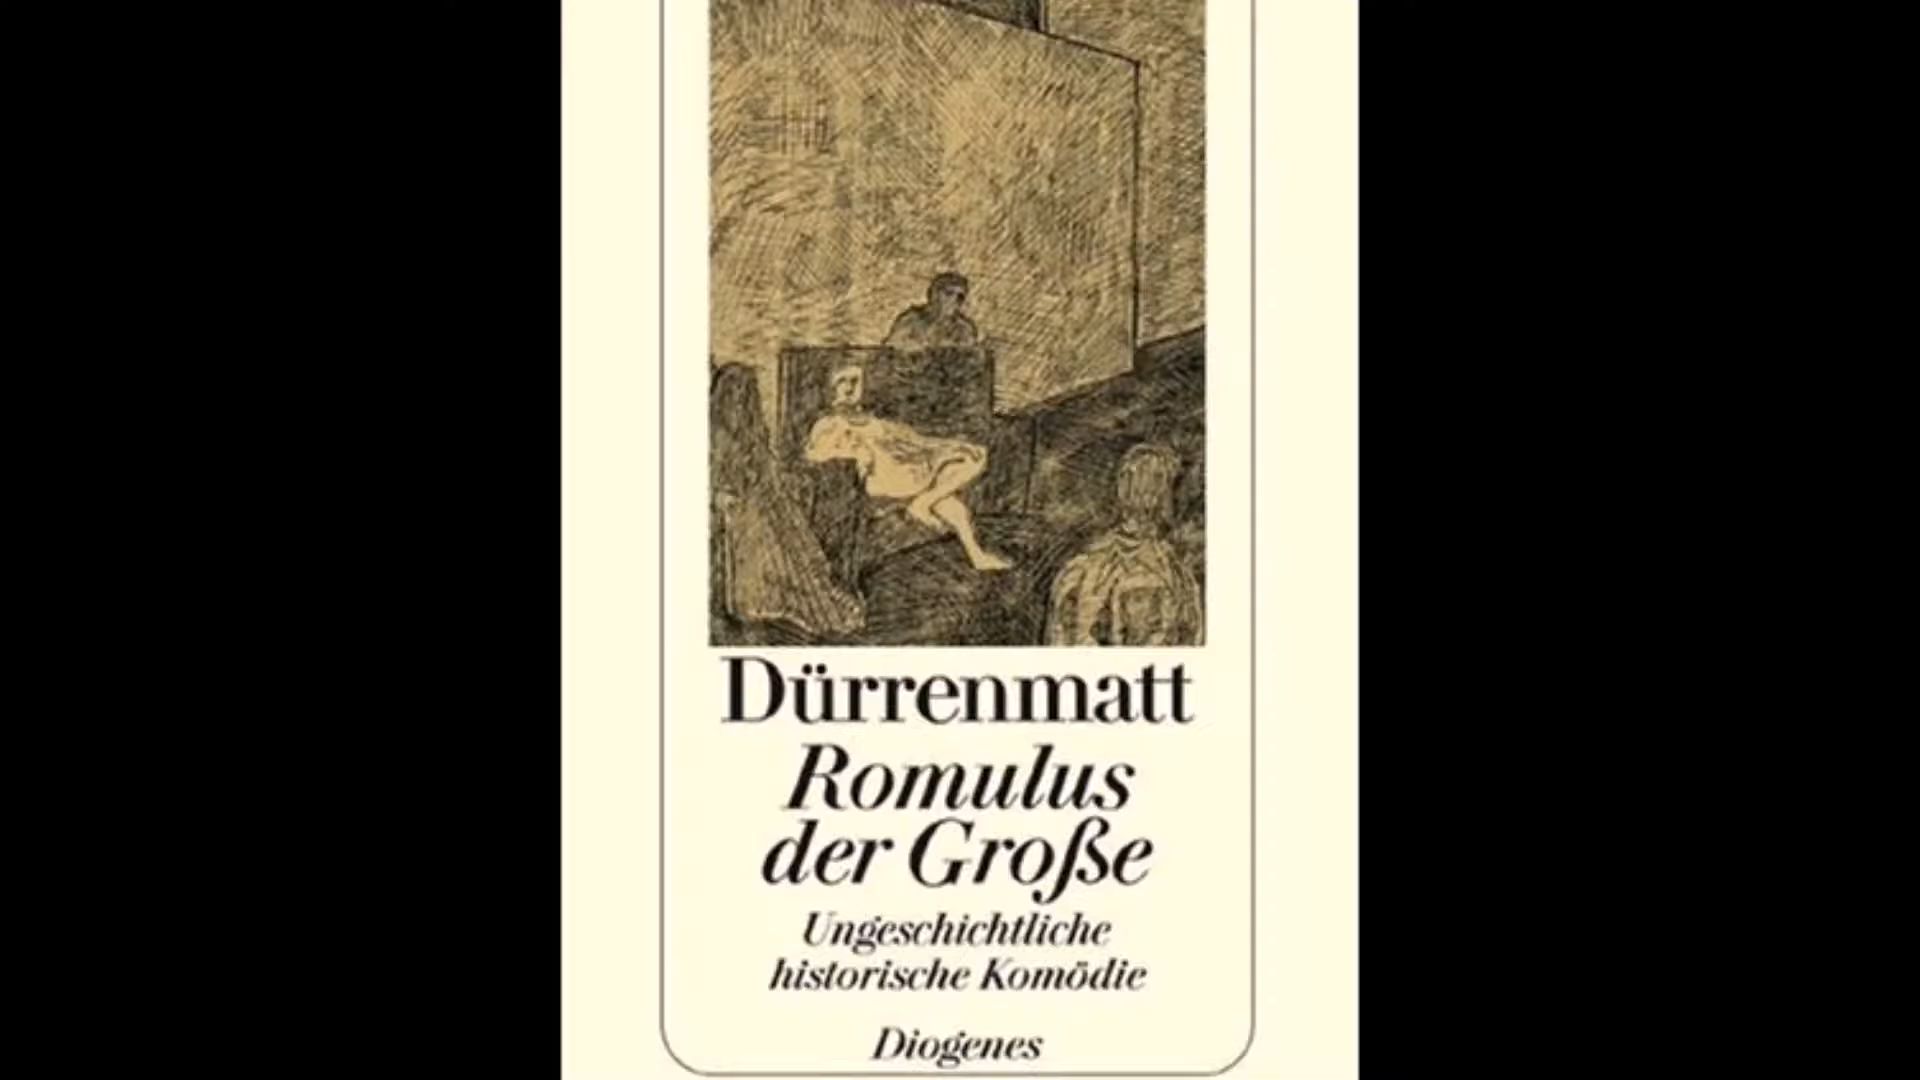 Dürrenmatt
Romulus
der Große
Ungeschichtliche
historische Komödie
Diogenes